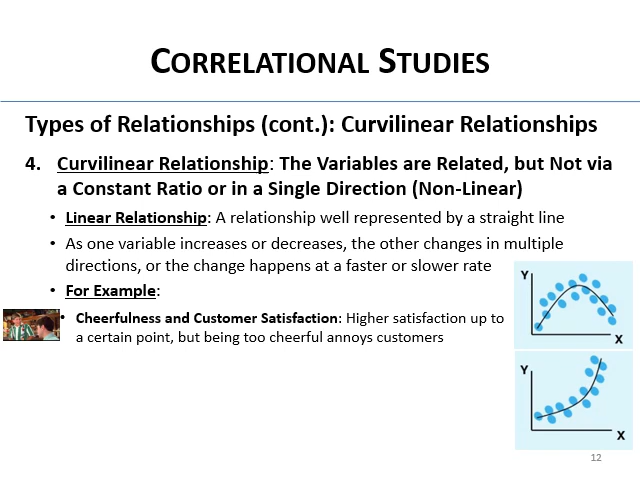 CORRELATIONAL STUDIES
Types of Relationships (cont.): Curvilinear Relationships
4. Curvilinear Relationship: The Variables are Related, but Not via
a Constant Ratio or in a Single Direction (Non-Linear)
• Linear Relationship: A relationship well represented by a straight line
• As one variable increases or decreases, the other changes in multiple
directions, or the change happens at a faster or slower rate
• For Example:
• Cheerfulness and Customer Satisfaction: Higher satisfaction up to
a certain point, but being too cheerful annoys customers
Y
X
Y
X
12